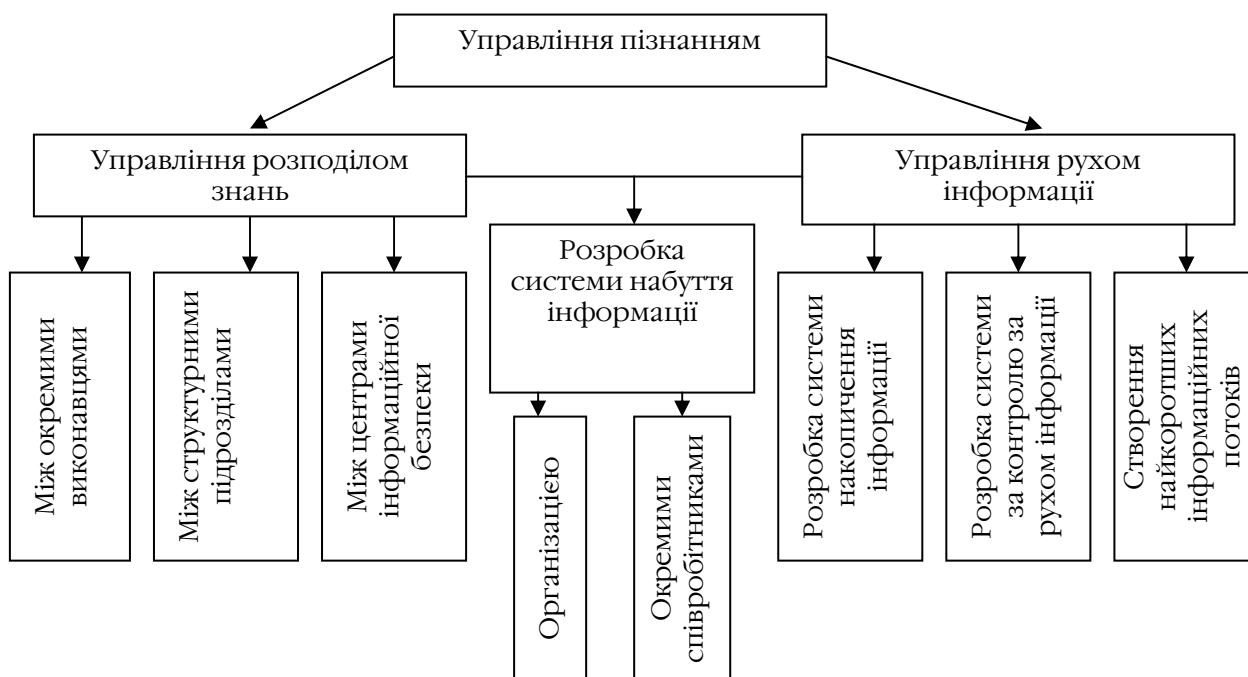 Управління пізнанням
Управління розподілом
знань
Управління рухом
інформації
Розробка
системи набуття
інформації
Між окремими
виконавцями
Між структурними
підрозділами
Між центрами
інформаційної
безпеки
Організацією
Окремими
співробітниками
Розробка системи
накопичення
інформації
Розробка системи
за контролю за
рухом інформації
Створення
найкоротших
інформаційних
потоків